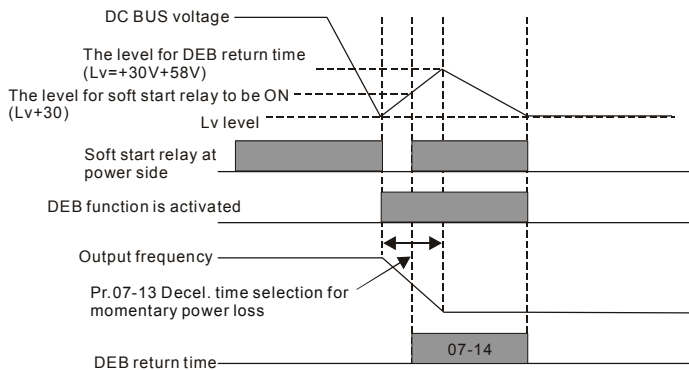 DC BUS voltage
The level for DEB return time
(Lv=+30V+58V)
The level for soft start relay to be ON
(Lv+30)
Lv level
Soft start relay at
power side
DEB function is activated
Output frequency
Pr.07-13 Decel. time selection for
momentary power loss
07-14
DEB return time